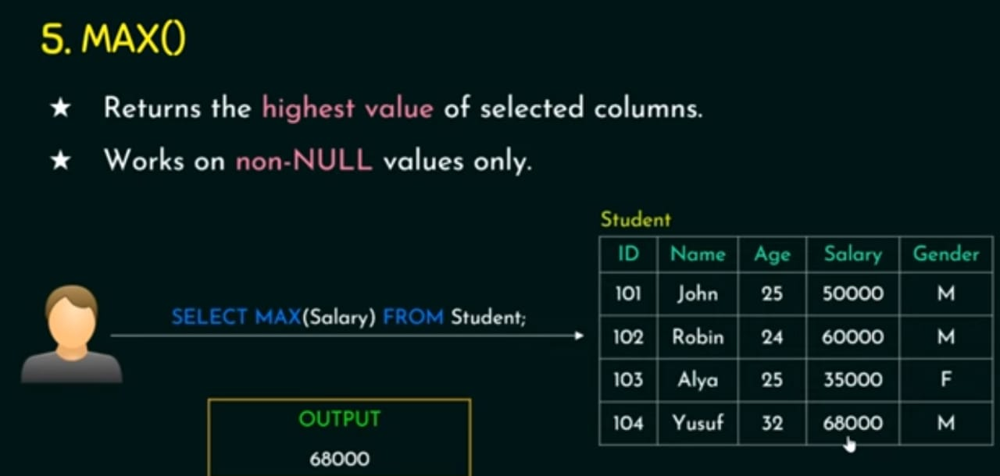 5. MAX()
★ Returns the highest value of selected columns.
★ Works on non-NULL values only.
Student
ID Name Age Salary Gender
101 John 25 50000 M
SELECT MAX(Salary) FROM Student;
102 Robin 24 60000 M
103 Alya 25 35000 F
104 Yusuf 32 68000 M
OUTPUT
68000